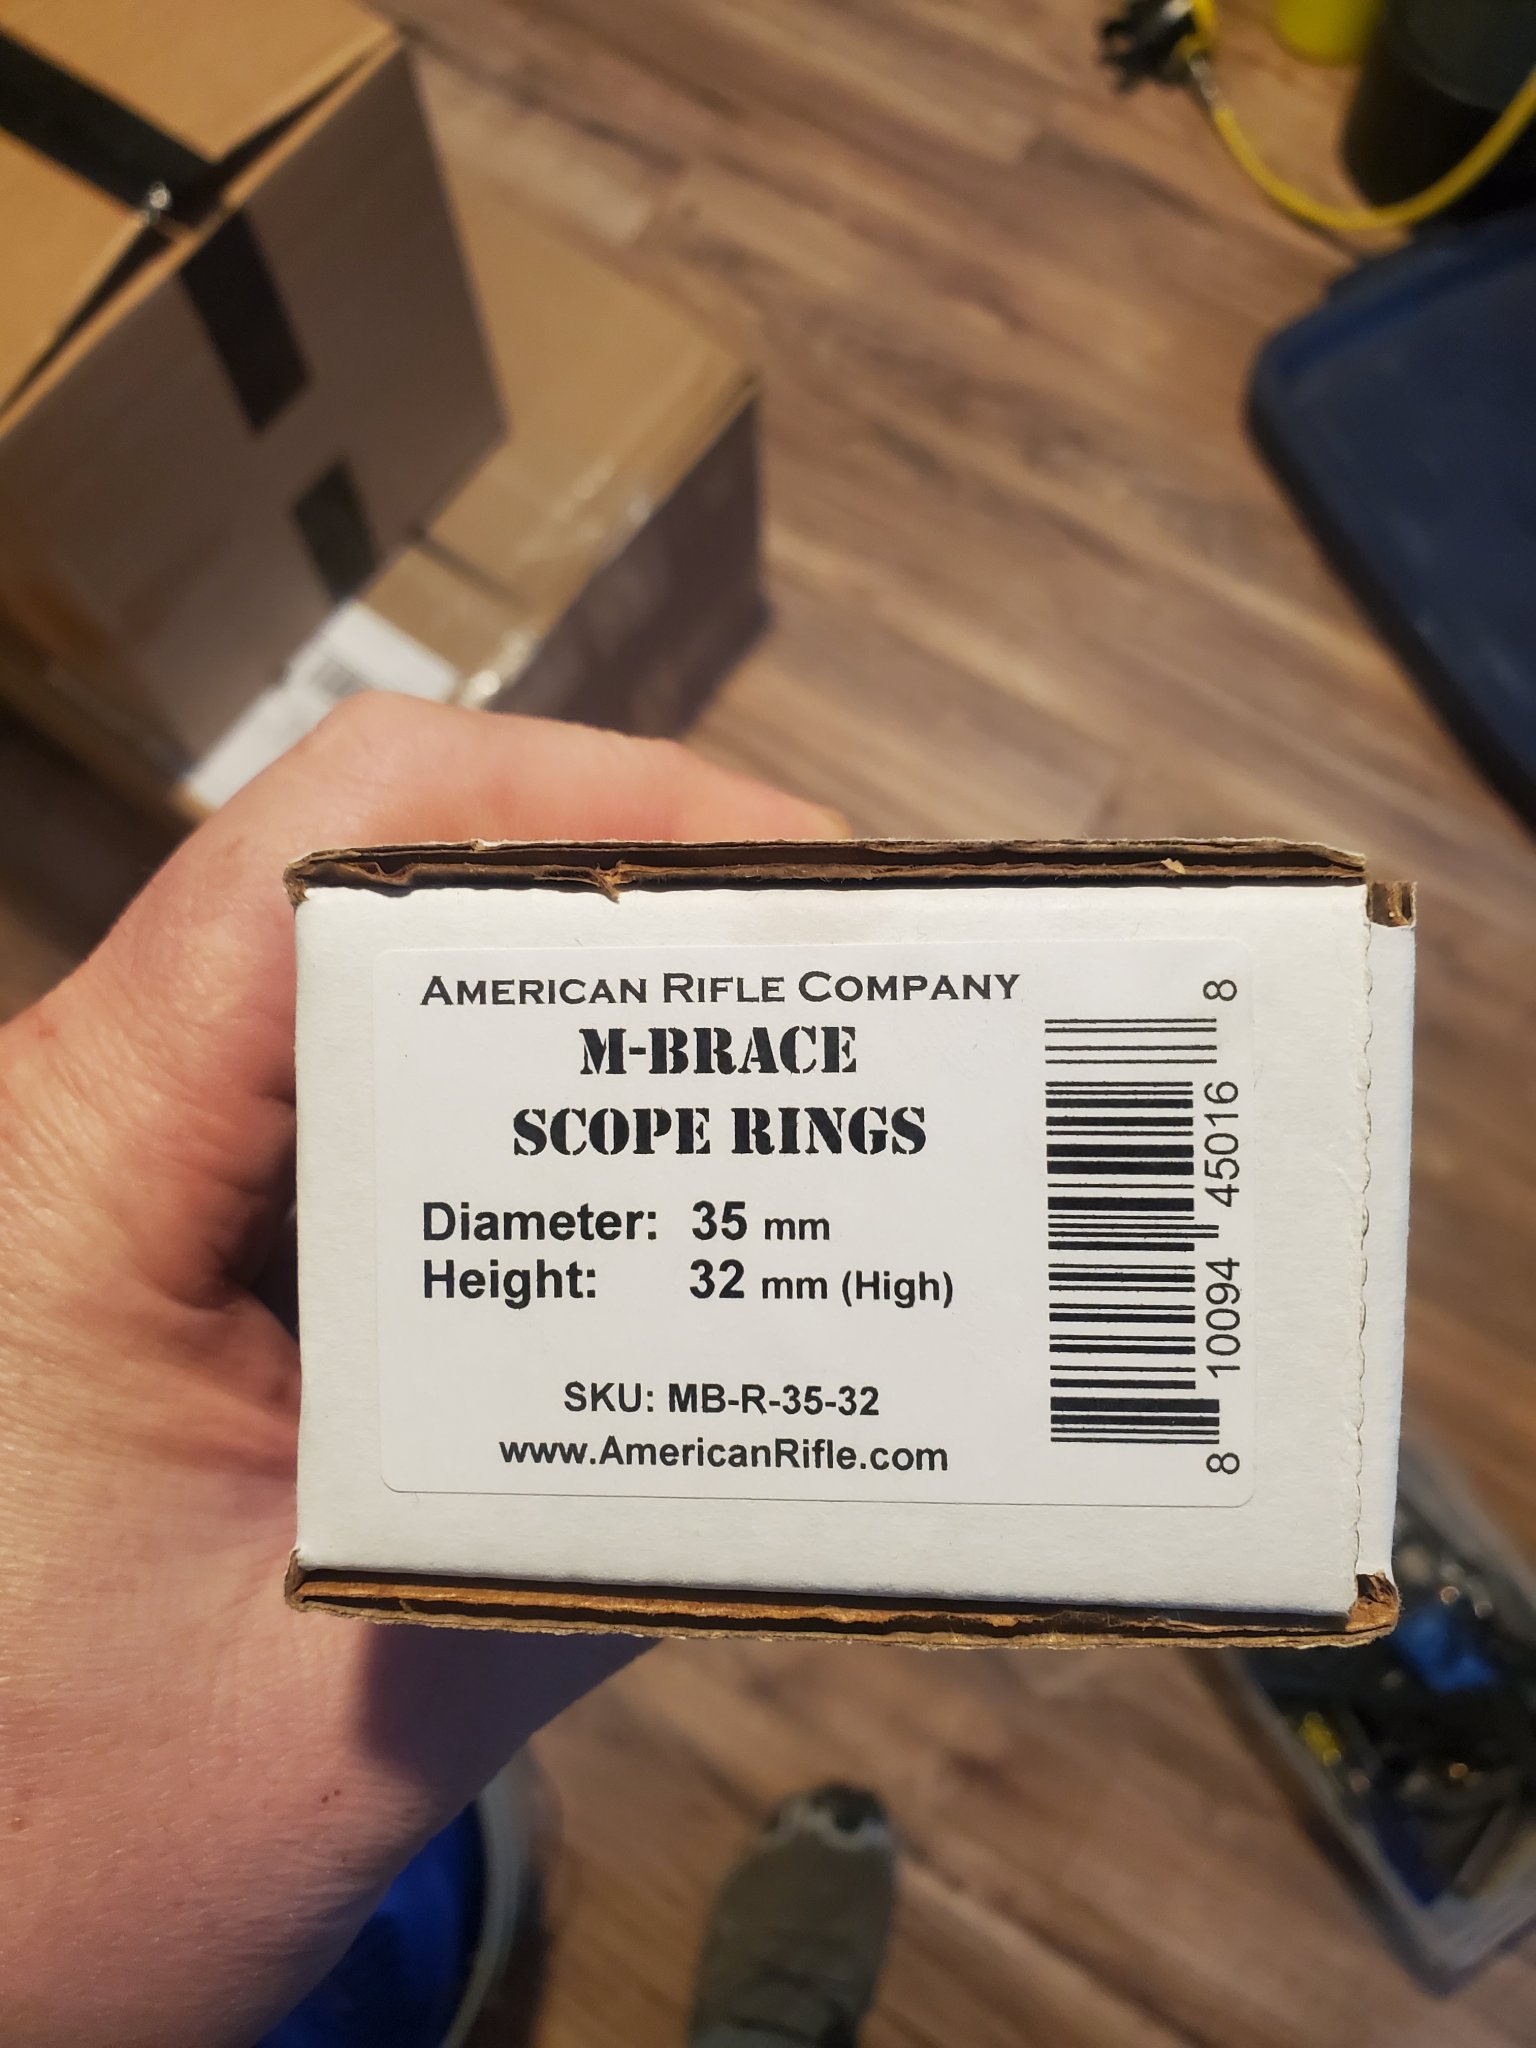 AMERICAN RIFLE COMPANY
M-BRACE
SCOPE RINGS
Diameter: 35 mm
Height: 32 mm (High)
SKU: MB-R-35-32
www.AmericanRifle.com
8 10094 45016 8